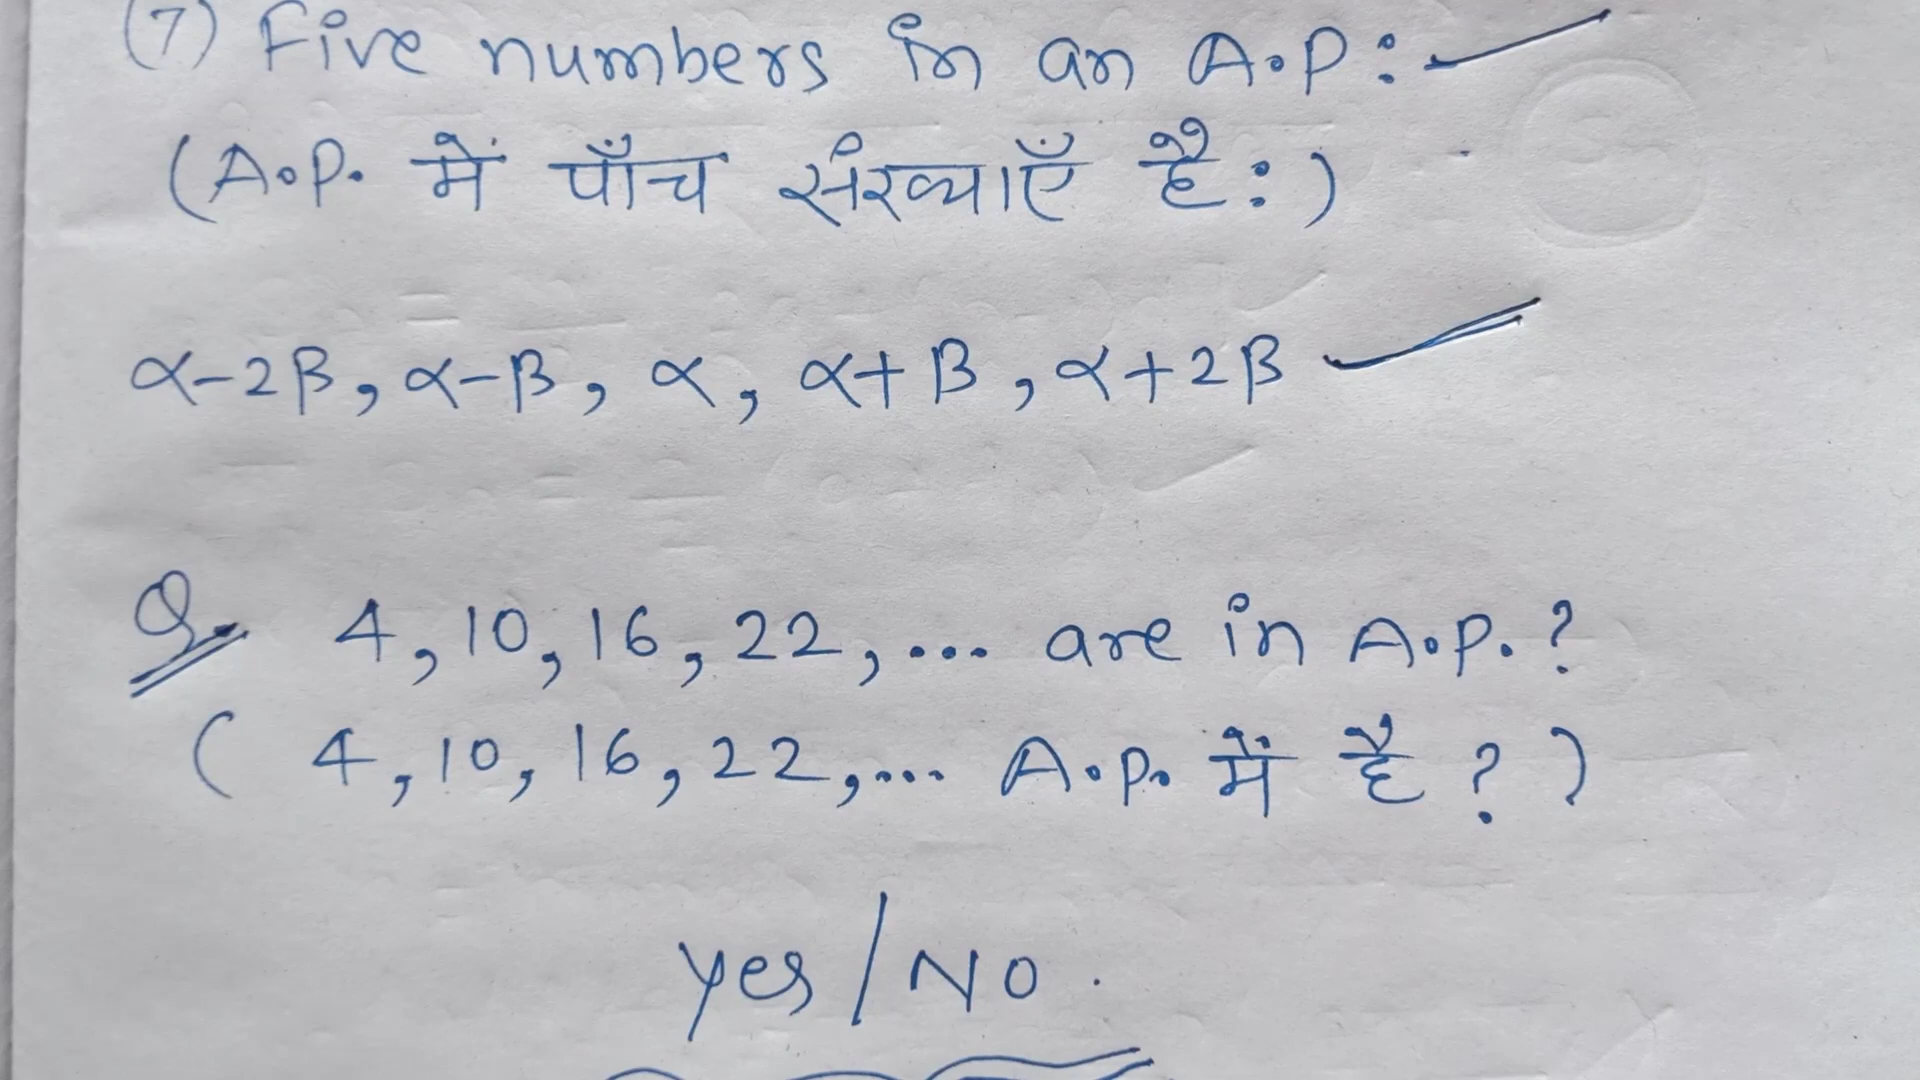 (7) Five numbers in an A.P:-
(A.P. में पाँच संख्याएँ है:)
α-2β, α-β, α, α+β, α+2β
Q. 4, 10, 16, 22, ... are in A.P.?
( 4, 10, 16, 22, ... A.P. में है ? )
yes / No.